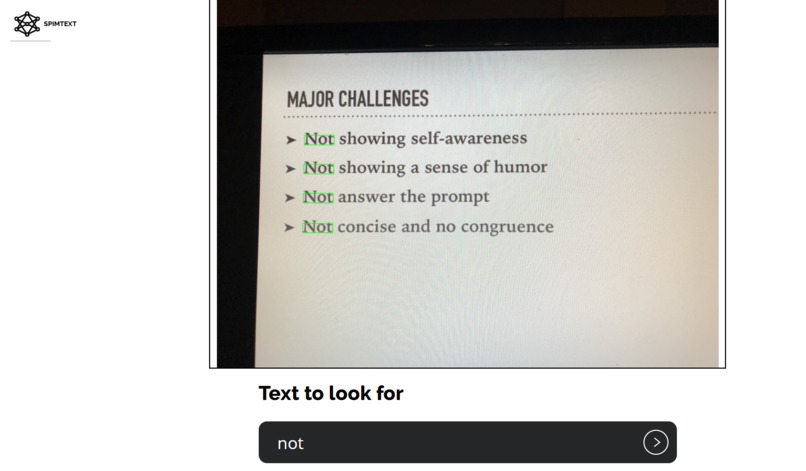 SPIMTEXT
MAJOR CHALLENGES
➤ Not showing self-awareness
➤ Not showing a sense of humor
➤ Not answer the prompt
➤ Not concise and no congruence
Text to look for
not